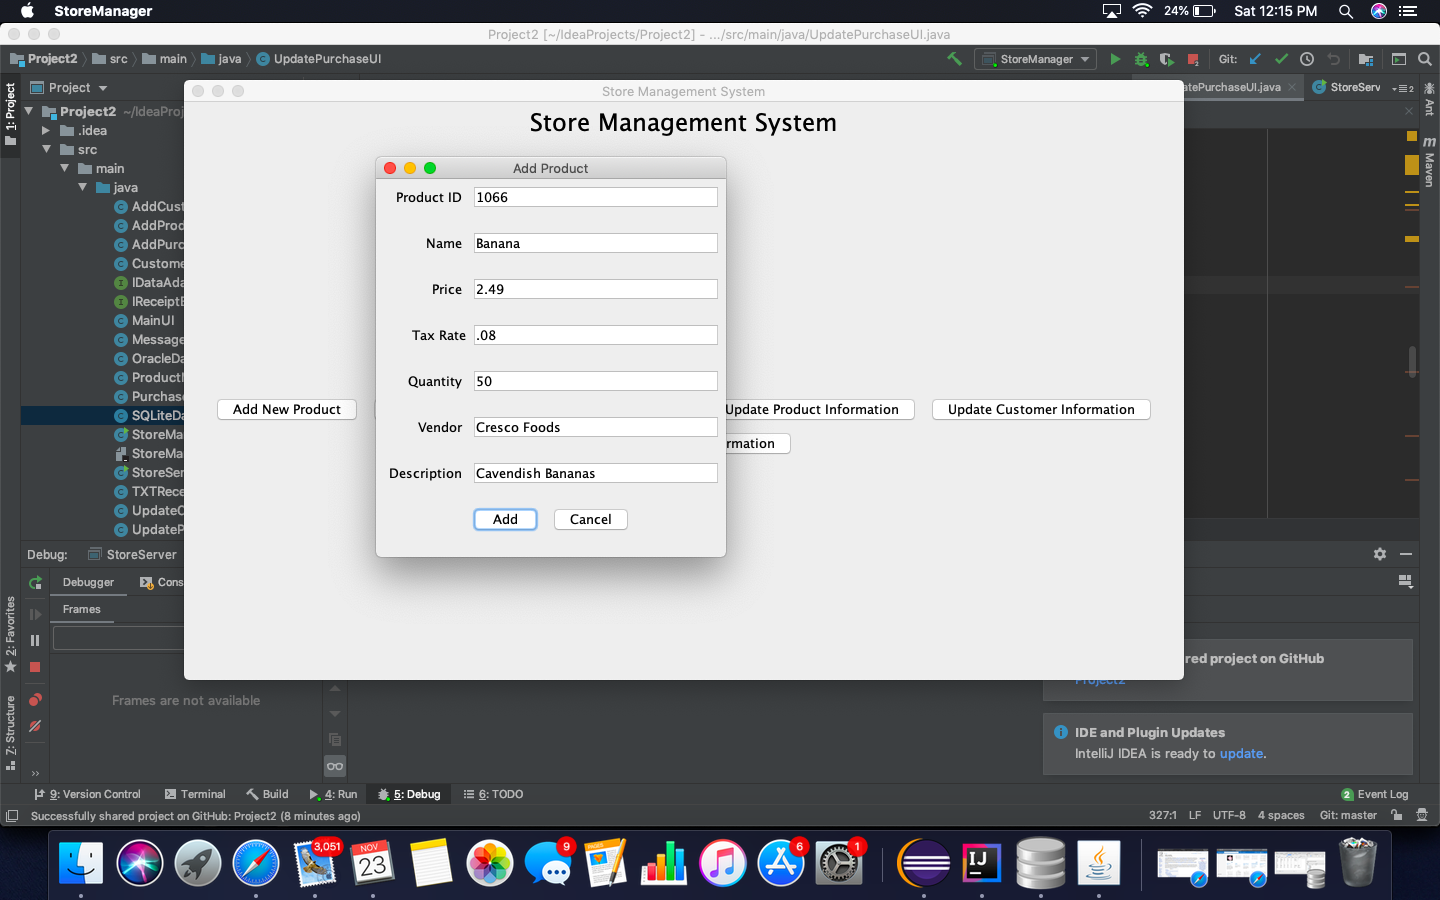 StoreManager
24%
Sat 12:15 PM
Project2 [~/IdeaProjects/Project2] - .../src/main/java/UpdatePurchaseUI.java
Project2
src
main
java
UpdatePurchaseUI
StoreManager
Git:
1: Project
Project
Store Management System
atePurchaseUI.java
StoreServ
2
Ant
Maven
Project2 ~/IdeaProj
.idea
src
main
java
AddCust
AddProd
AddPurc
Custome
IDataAda
IReceiptB
MainUI
Message
OracleDa
ProductM
Purchase
SQLiteDa
StoreMa
StoreMa
StoreSer
TXTRece
UpdateC
UpdateP
Store Management System
Add Product
Product ID 1066
Name Banana
Price 2.49
Tax Rate .08
Quantity 50
Vendor Cresco Foods
Description Cavendish Bananas
Add
Cancel
Add New Product
Update Product Information
Update Customer Information
rmation
Debug:
StoreServer
Debugger
Cons
Frames
Frames are not available
2: Favorites
7: Structure
red project on GitHub
Project2
IDE and Plugin Updates
IntelliJ IDEA is ready to update.
9: Version Control
Terminal
Build
4: Run
5: Debug
6: TODO
2 Event Log
Successfully shared project on GitHub: Project2 (8 minutes ago)
327:1
LF
UTF-8
4 spaces
Git: master
3,051
NOV
23
9
PAGES
6
1
IJ